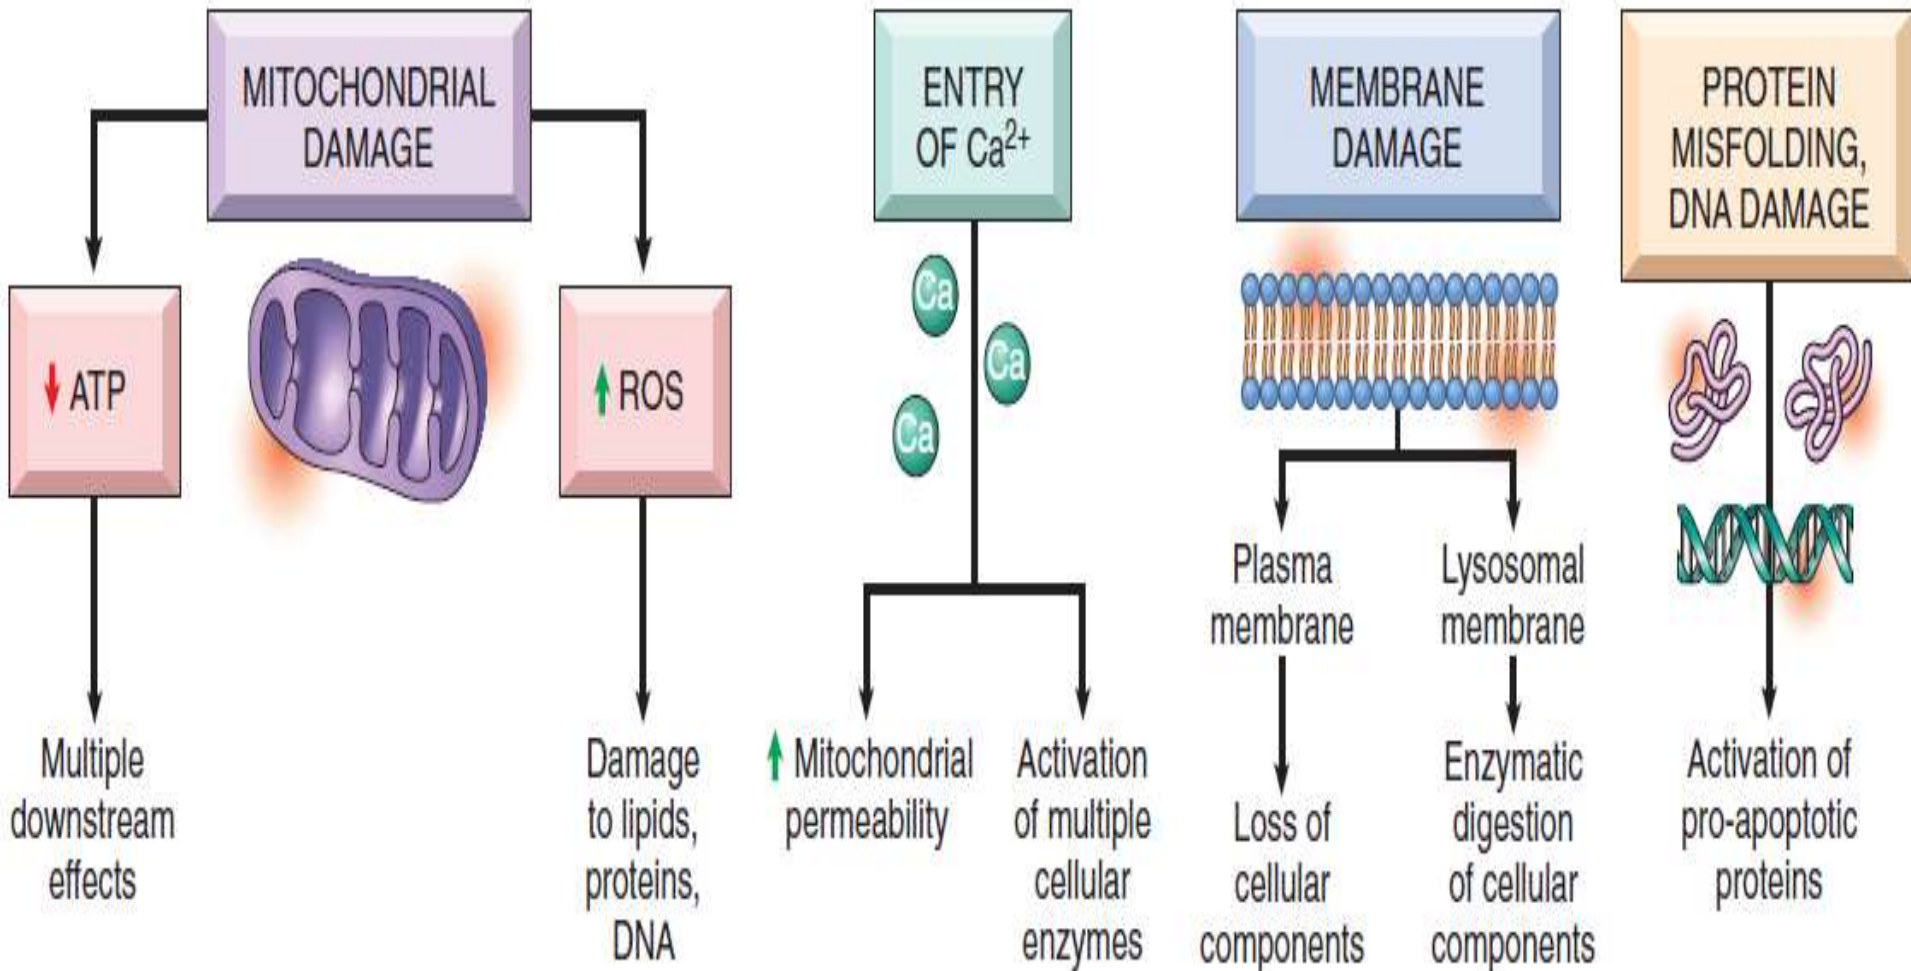 MITOCHONDRIAL
DAMAGE
↓ ATP
↑ ROS
Multiple
downstream
effects
Damage
to lipids,
proteins,
DNA
ENTRY
OF Ca²⁺
Ca
Ca
Ca
↑ Mitochondrial
permeability
Activation
of multiple
cellular
enzymes
MEMBRANE
DAMAGE
Plasma
membrane
Loss of
cellular
components
Lysosomal
membrane
Enzymatic
digestion
of cellular
components
PROTEIN
MISFOLDING,
DNA DAMAGE
Activation of
pro-apoptotic
proteins